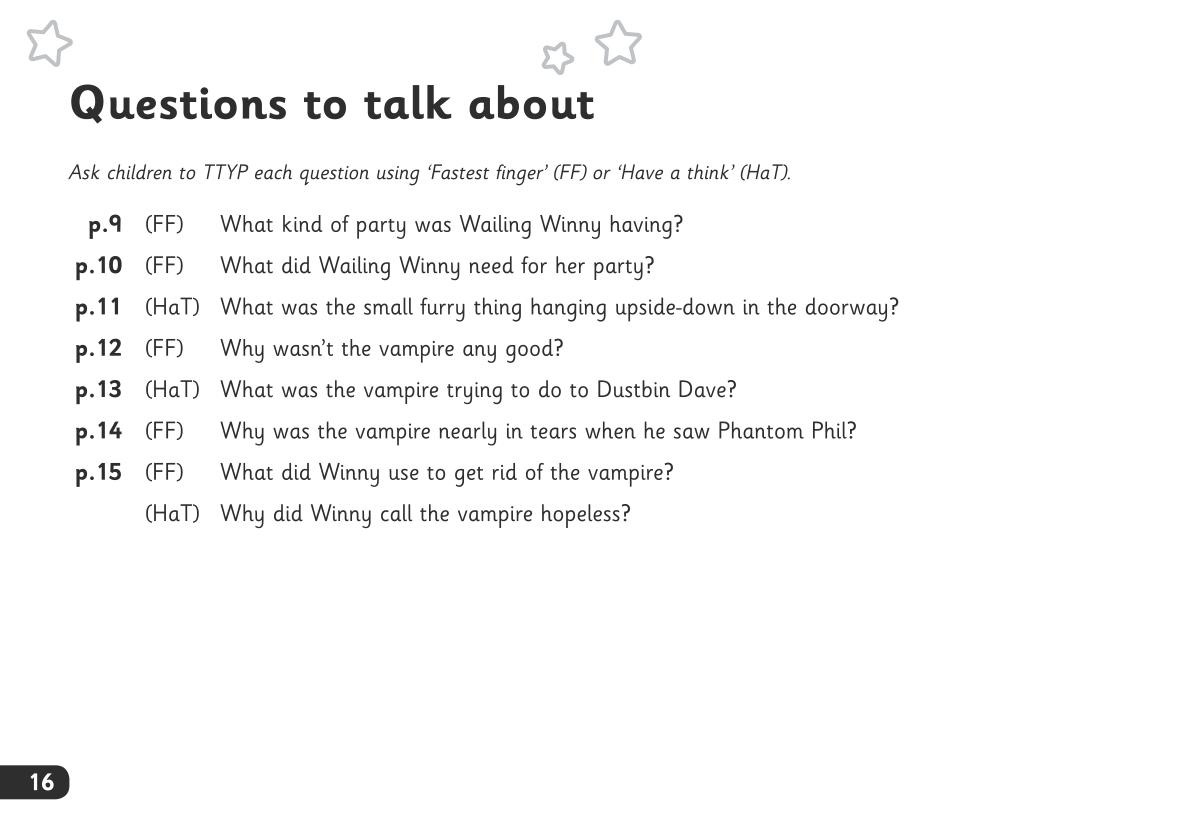 Questions to talk about
Ask children to TTYP each question using ‘Fastest finger’ (FF) or ‘Have a think’ (HaT).
p.9 (FF) What kind of party was Wailing Winny having?
p.10 (FF) What did Wailing Winny need for her party?
p.11 (HaT) What was the small furry thing hanging upside-down in the doorway?
p.12 (FF) Why wasn’t the vampire any good?
p.13 (HaT) What was the vampire trying to do to Dustbin Dave?
p.14 (FF) Why was the vampire nearly in tears when he saw Phantom Phil?
p.15 (FF) What did Winny use to get rid of the vampire?
(HaT) Why did Winny call the vampire hopeless?
16